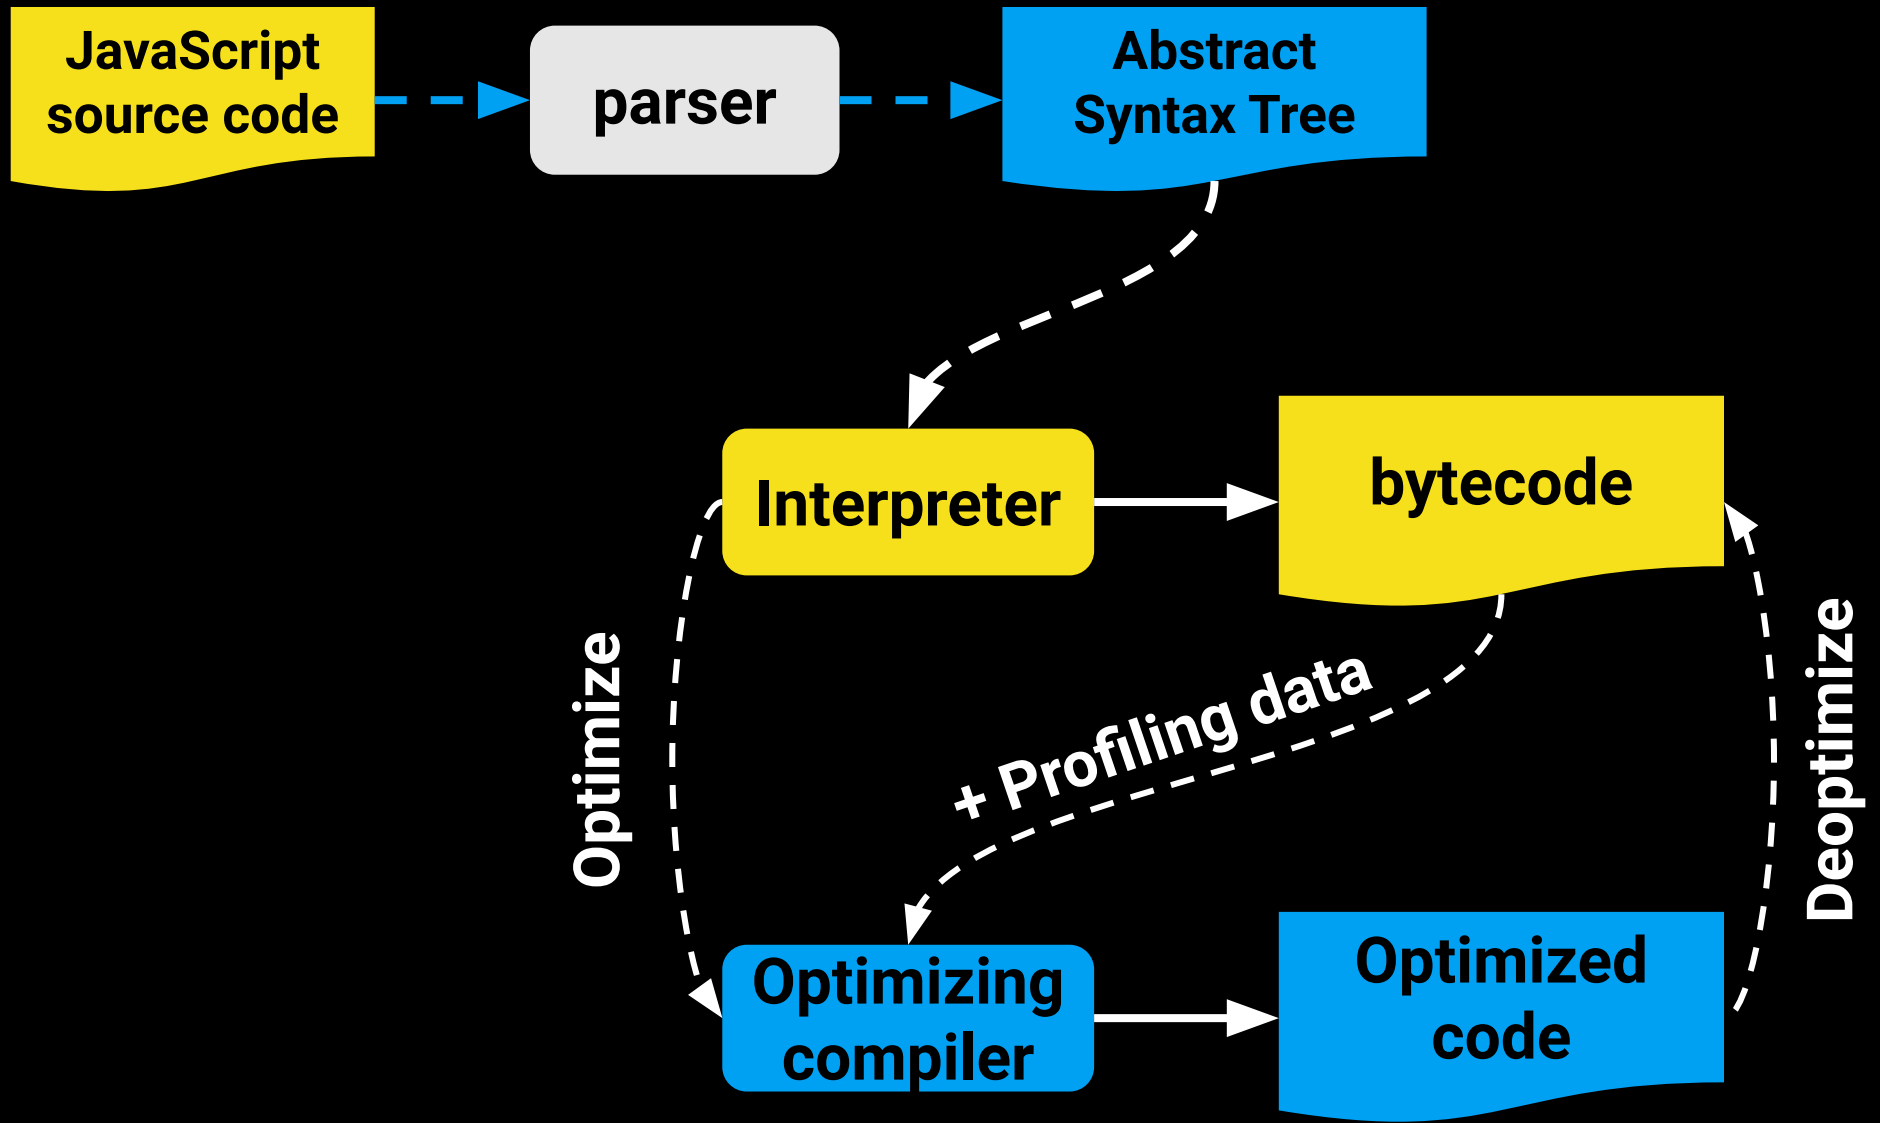 JavaScript
source code
parser
Abstract
Syntax Tree
Interpreter
bytecode
Optimize
+ Profiling data
Deoptimize
Optimizing
compiler
Optimized
code